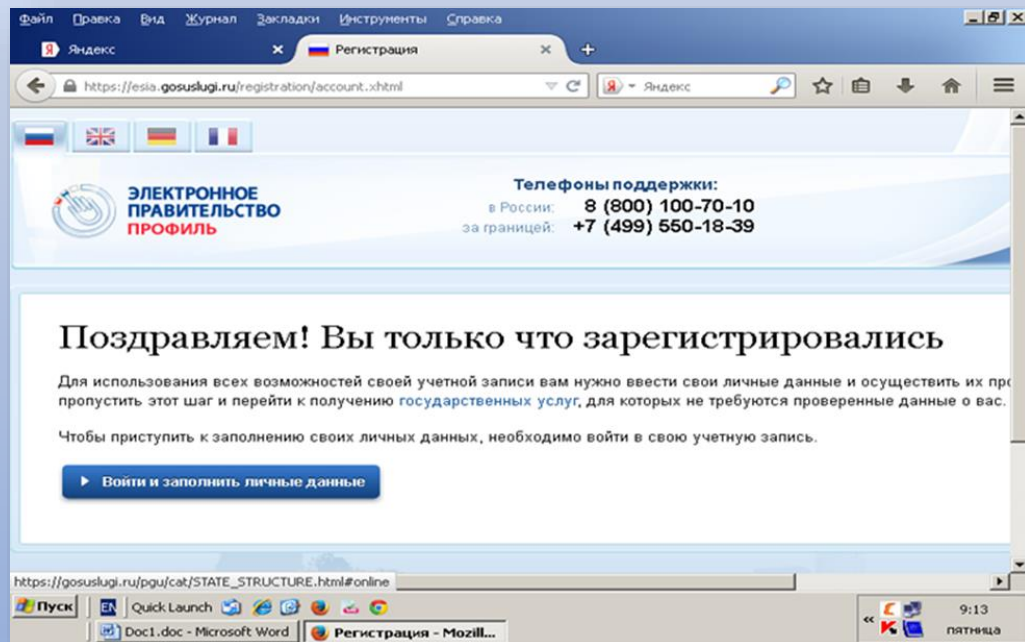 Файл Правка Вид Журнал Закладки Инструменты Справка
Яндекс
Регистрация
https://esia.gosuslugi.ru/registration/account.xhtml
Яндекс
ЭЛЕКТРОННОЕ
ПРАВИТЕЛЬСТВО
ПРОФИЛЬ
Телефоны поддержки:
в России: 8 (800) 100-70-10
за границей: +7 (499) 550-18-39
Поздравляем! Вы только что зарегистрировались
Для использования всех возможностей своей учетной записи вам нужно ввести свои личные данные и осуществить их
пропустить этот шаг и перейти к получению государственных услуг, для которых не требуются проверенные данные о вас.
Чтобы приступить к заполнению своих личных данных, необходимо войти в свою учетную запись.
Войти и заполнить личные данные
https://gosuslugi.ru/pgu/cat/STATE_STRUCTURE.html#online
Пуск EN Quick Launch « 9:13
Doc1.doc - Microsoft Word Регистрация - Mozill... пятница